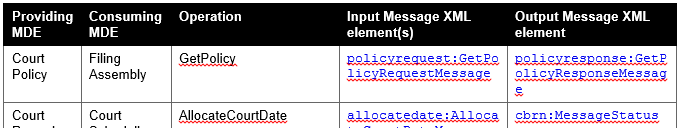 Providing MDE
Consuming MDE
Operation
Input Message XML element(s)
Output Message XML element
Court Policy
Filing Assembly
GetPolicy
policyrequest:GetPo
licyRequestMessage
policyresponse:GetP
olicyResponseMessag
e
Court
Court
AllocateCourtDate
allocatedate:Alloca
cbrn:MessageStatus